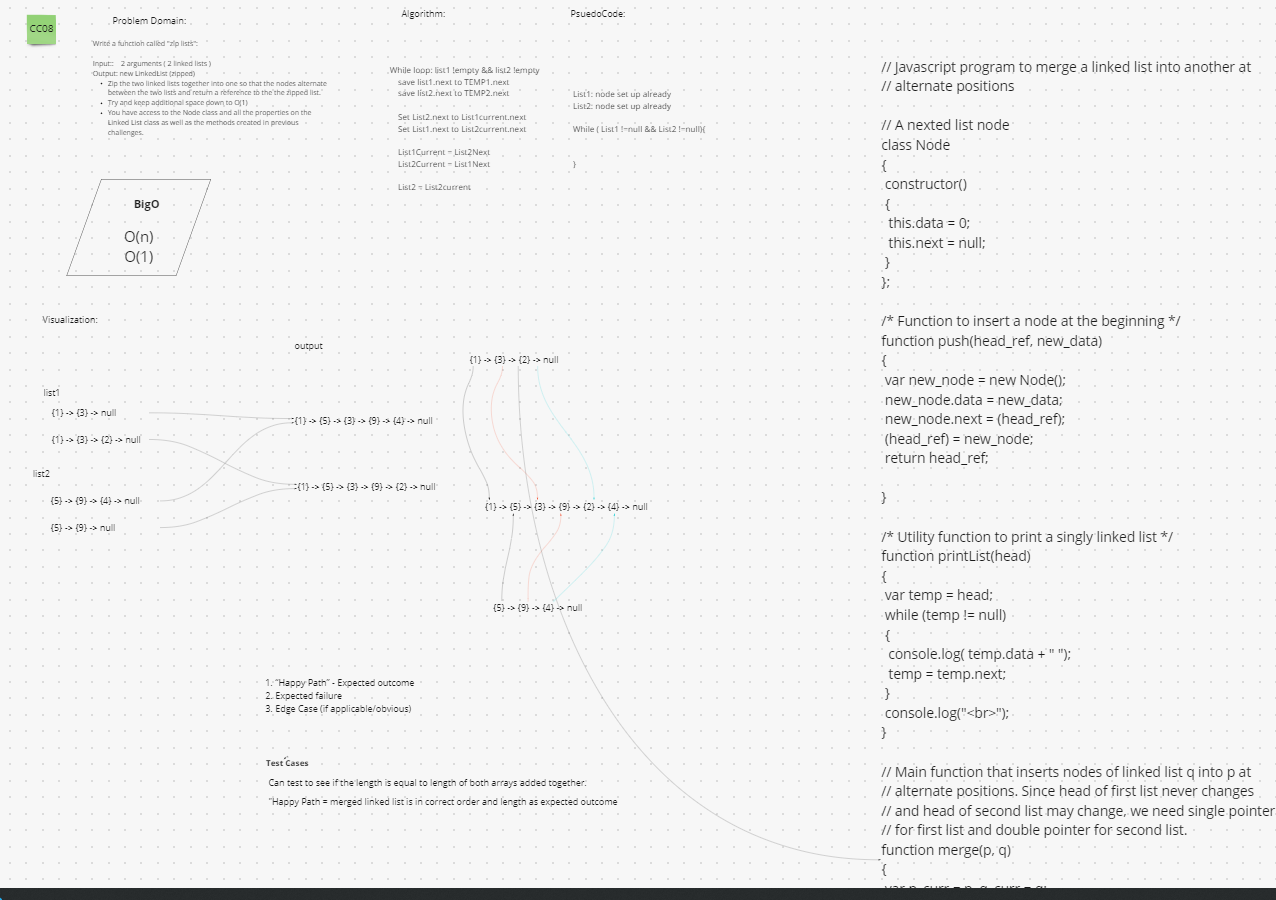 CC08
Problem Domain:
Write a function called "zip lists":
Input:: 2 arguments ( 2 linked lists )
Output: new LinkedList (zipped)
• Zip the two linked lists together into one so that the nodes alternate
between the two lists and return a reference to the the zipped list.
• Try and keep additional space down to O(1)
• You have access to the Node class and all the properties on the
Linked List class as well as the methods created in previous
challenges.
BigO
O(n)
O(1)
Algorithm:
While loop: list1 !empty && list2 !empty
save list1.next to TEMP1.next
save list2.next to TEMP2.next
Set List2.next to List1current.next
Set List1.next to List2current.next
List1Current = List2Next
List2Current = List1Next
List2 = List2current
PsuedoCode:
List1: node set up already
List2: node set up already
While ( List1 !=null && List2 !=null){
}
Visualization:
output
list1
{1} -> {3} -> null
{1} -> {3} -> {2} -> null
list2
{5} -> {9} -> {4} -> null
{5} -> {9} -> null
{1} -> {5} -> {3} -> {9} -> {4} -> null
{1} -> {5} -> {3} -> {9} -> {2} -> null
{1} -> {3} -> {2} -> null
{1} -> {5} -> {3} -> {9} -> {2} -> {4} -> null
{5} -> {9} -> {4} -> null
1. "Happy Path" - Expected outcome
2. Expected failure
3. Edge Case (if applicable/obvious)
Test Cases
Can test to see if the length is equal to length of both arrays added together.
"Happy Path = merged linked list is in correct order and length as expected outcome
// Javascript program to merge a linked list into another at
// alternate positions
// A nexted list node
class Node
{
constructor()
{
this.data = 0;
this.next = null;
}
};
/* Function to insert a node at the beginning */
function push(head_ref, new_data)
{
var new_node = new Node();
new_node.data = new_data;
new_node.next = (head_ref);
(head_ref) = new_node;
return head_ref;
}
/* Utility function to print a singly linked list */
function printList(head)
{
var temp = head;
while (temp != null)
{
console.log( temp.data + " ");
temp = temp.next;
}
console.log("<br>");
}
// Main function that inserts nodes of linked list q into p at
// alternate positions. Since head of first list never changes
// and head of second list may change, we need single pointer
// for first list and double pointer for second list.
function merge(p, q)
{